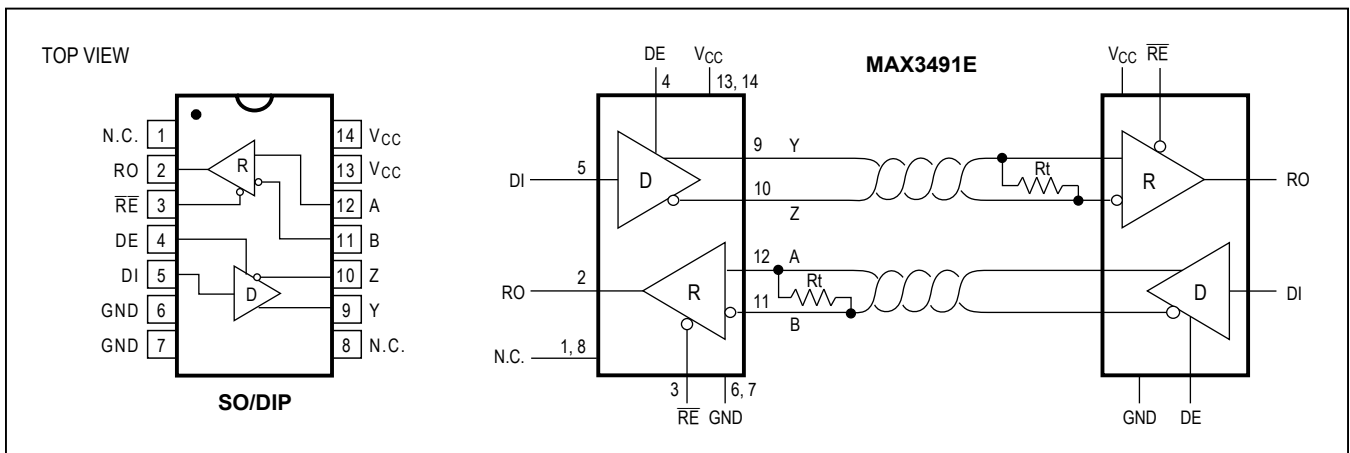 TOP VIEW
N.C. 1
RO 2
RE 3
DE 4
DI 5
GND 6
GND 7
14 VCC
13 VCC
12 A
11 B
10 Z
9 Y
8 N.C.
R
D
SO/DIP
MAX3491E
DE
4
VCC
13, 14
DI
5
D
9 Y
10
Z
Rt
RO
2
R
12 A
11
B
Rt
N.C.
1, 8
3
RE
6, 7
GND
VCC
RE
R
RO
D
DI
GND
DE